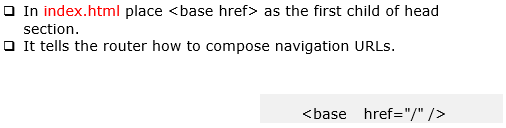 ❑ In index.html place <base href> as the first child of head
section.
❑ It tells the router how to compose navigation URLs.
<base href="/" />